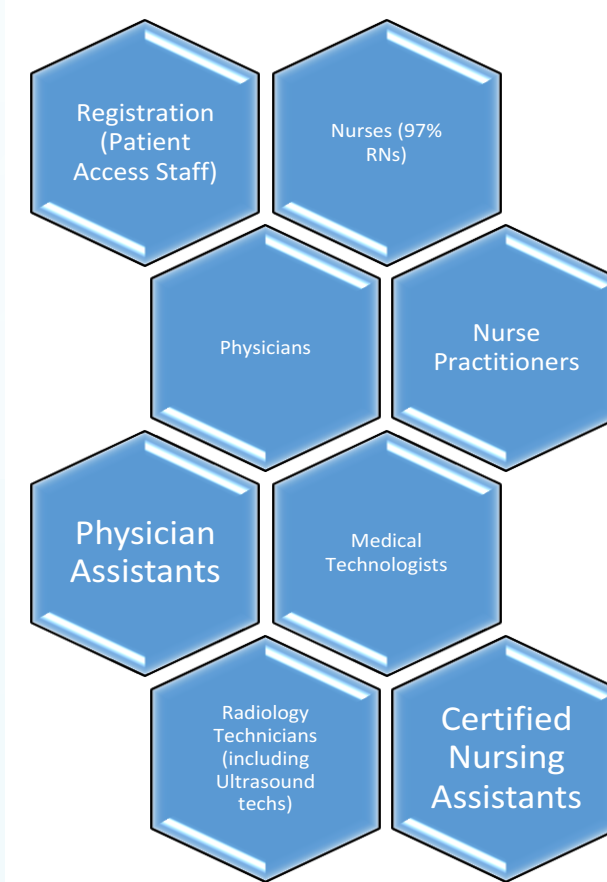 Registration
(Patient
Access Staff)
Nurses (97%
RNs)
Physicians
Nurse
Practitioners
Physician
Assistants
Medical
Technologists
Radiology
Technicians
(including
Ultrasound
techs)
Certified
Nursing
Assistants